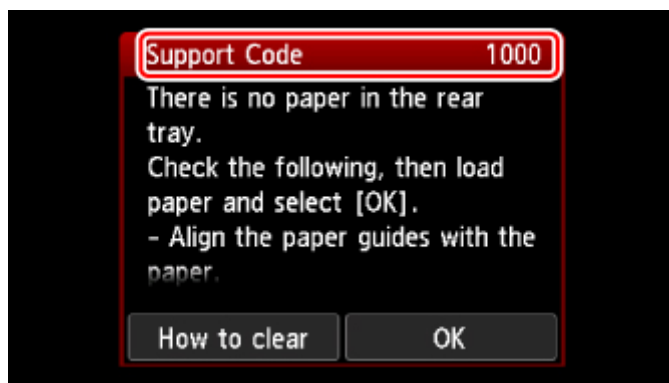 Support Code 1000
There is no paper in the rear
tray.
Check the following, then load
paper and select [OK].
- Align the paper guides with the
paper.
How to clear OK